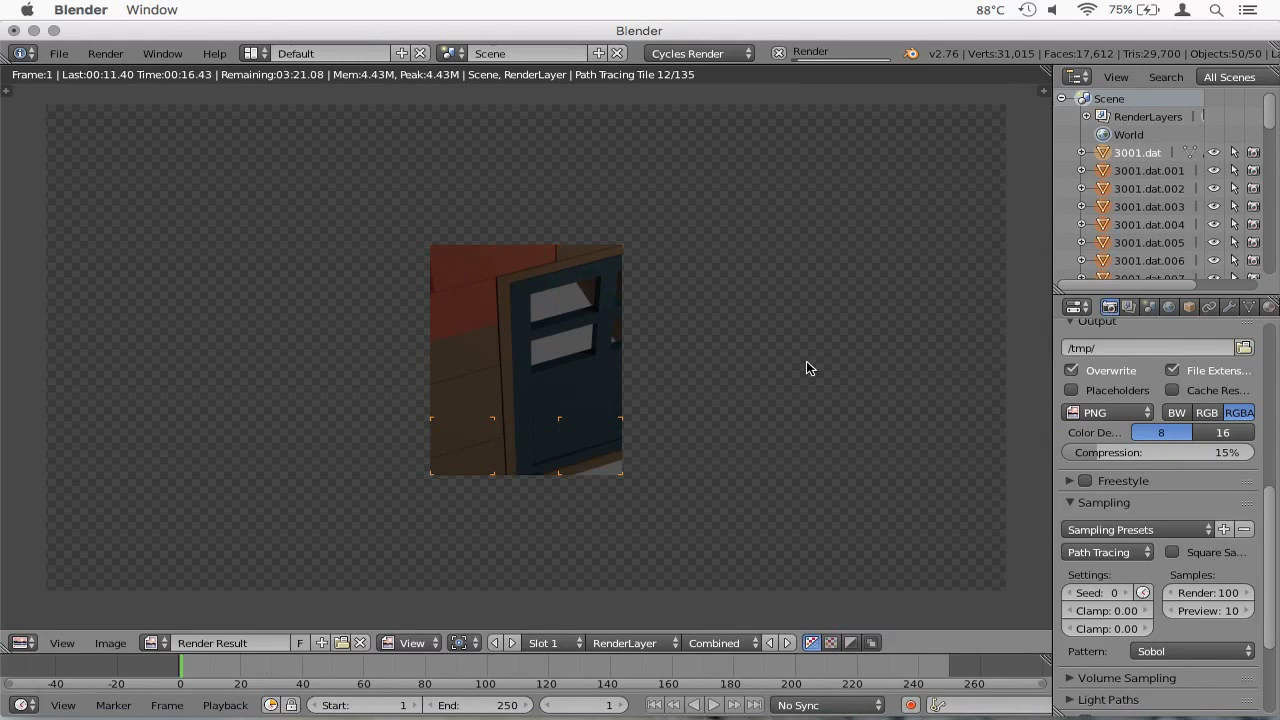 Blender Window 88°C 75%
Blender
File Render Window Help Default Scene Cycles Render Render v2.76 | Verts:31,015 | Faces:17,612 | Tris:29,700 | Objects:50/50 |
Frame:1 | Last:00:11.40 Time:00:16.43 | Remaining:03:21.08 | Mem:4.43M, Peak:4.43M | Scene, RenderLayer | Path Tracing Tile 12/135
View Search All Scenes
Scene
RenderLayers
World
3001.dat
3001.dat.001
3001.dat.002
3001.dat.003
3001.dat.004
3001.dat.005
3001.dat.006
3001.dat.007
Output
/tmp/
Overwrite File Extens...
Placeholders Cache Res...
PNG BW RGB RGBA
Color De... 8 16
Compression: 15%
Freestyle
Sampling
Sampling Presets
Path Tracing Square Sa...
Settings: Samples:
Seed: 0 Render: 100
Clamp: 0.00 Preview: 10
Clamp: 0.00
Pattern: Sobol
Volume Sampling
Light Paths
View Image Render Result F View Slot 1 RenderLayer Combined
-40 -20 0 20 40 60 80 100 120 140 160 180 200 220 240 260
View Marker Frame Playback Start: 1 End: 250 1 No Sync